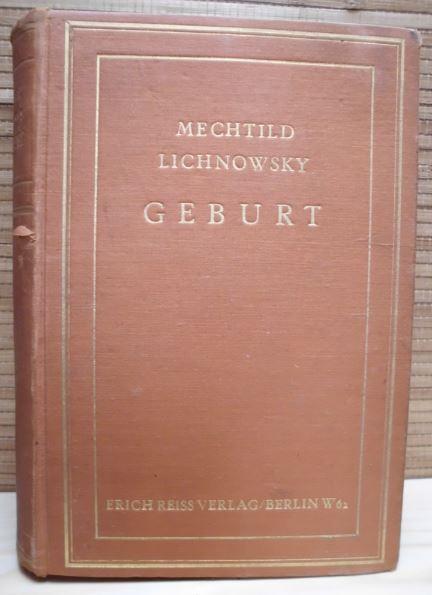 MECHTILD
LICHNOWSKY
GEBURT
ERICH REISS VERLAG/BERLIN W62